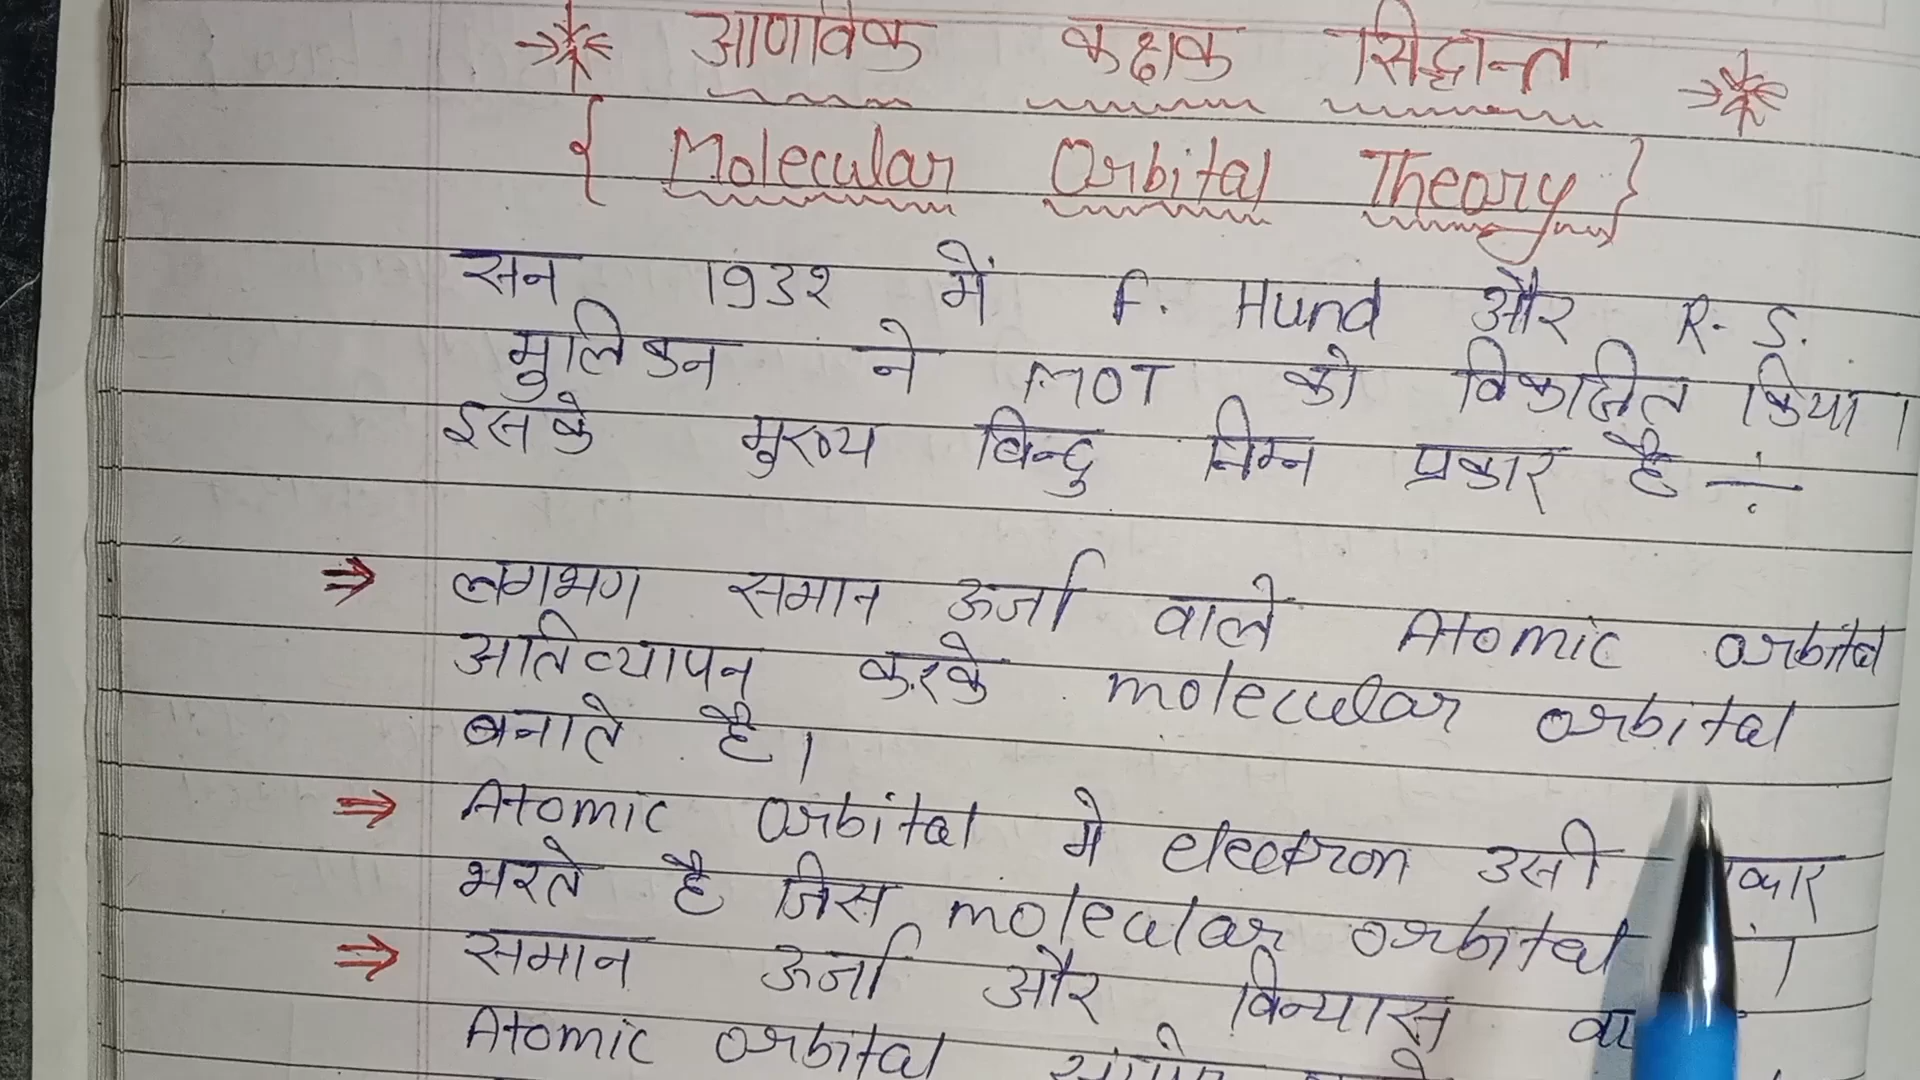 आणविक कक्षक सिद्धान्त
{ Molecular Orbital Theory }
सन 1932 में F. Hund और R. S.
मुलिकन ने MOT को विकसित किया।
इसके मुख्य बिन्दु निम्न प्रकार है -
⇒ लगभग समान ऊर्जा वाले Atomic orbital
अतिव्यापन करके molecular orbital
बनाते है।
⇒ Atomic Orbital मे electron उसी
भरते है जिस molecular orbital
⇒ समान ऊर्जा और विन्यास
Atomic orbital